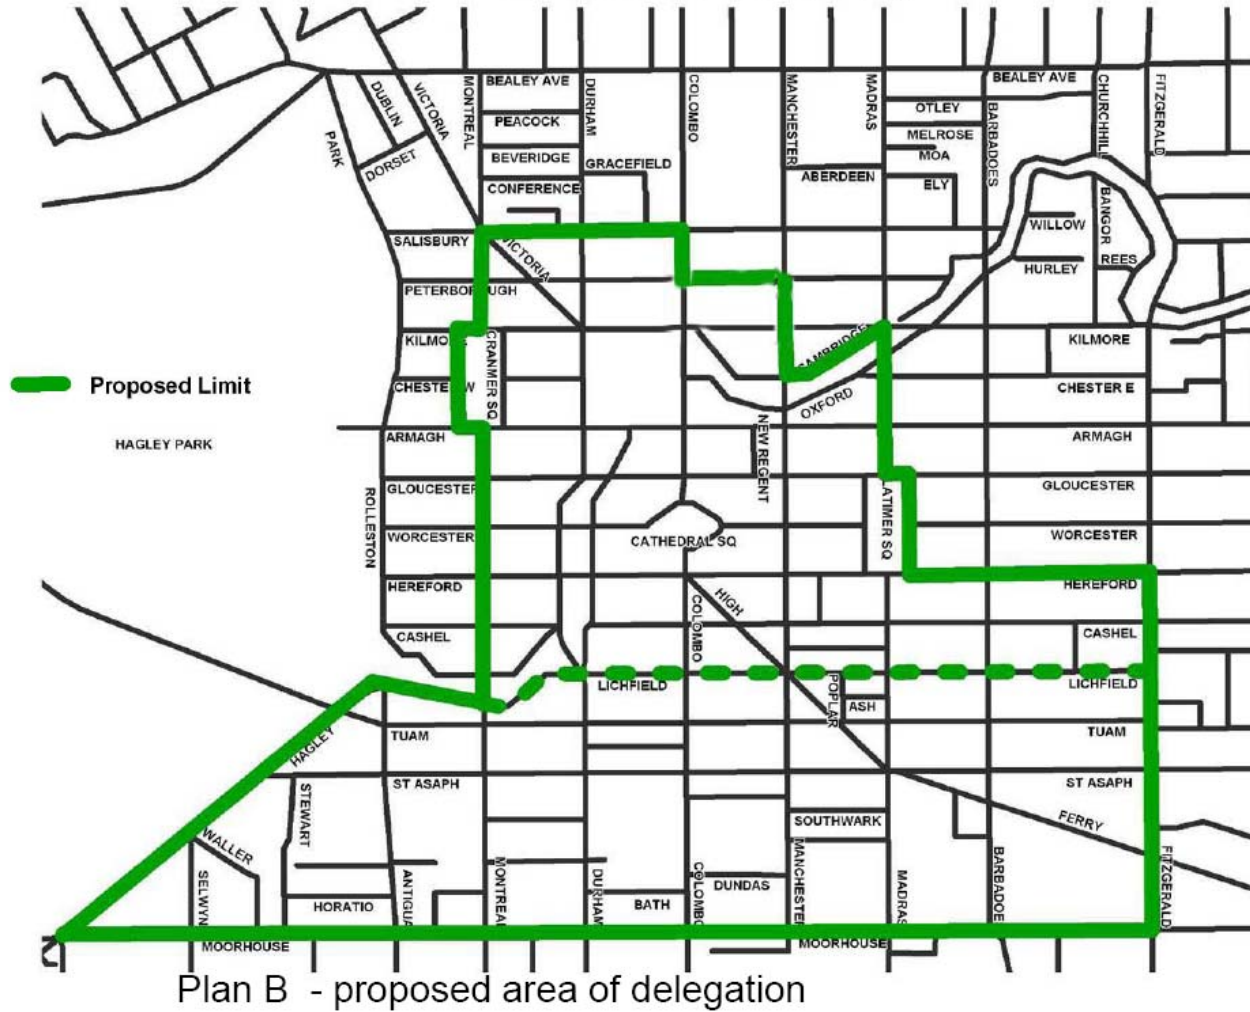 BEALEY AVE
BEALEY AVE
DUBLIN
VICTORIA
MONTREAL
DURHAM
COLOMBO
MANCHESTER
MADRAS
BARBADOES
CHURCHHILL
FITZGERALD
OTLEY
PEACOCK
MELROSE
PARK
DORSET
BEVERIDGE
GRACEFIELD
MOA
ABERDEEN
ELY
CONFERENCE
BANGOR
WILLOW
SALISBURY
VICTORIA
REES
HURLEY
PETERBOROUGH
KILMORE
CRANMER SQ
CAMBRIDGE
KILMORE
Proposed Limit
CHESTER W
OXFORD
CHESTER E
HAGLEY PARK
ARMAGH
NEW REGENT
ARMAGH
ROLLESTON
GLOUCESTER
LATIMER SQ
GLOUCESTER
WORCESTER
CATHEDRAL SQ
WORCESTER
HEREFORD
HIGH
HEREFORD
COLOMBO
CASHEL
CASHEL
LICHFIELD
POPLAR
LICHFIELD
ASH
HAGLEY
TUAM
TUAM
ST ASAPH
ST ASAPH
STEWART
SOUTHWARK
FERRY
WALLER
SELWYN
ANTIGUA
MONTREAL
DURHAM
COLOMBO
DUNDAS
MANCHESTER
MADRAS
BARBADOE
FITZGERALD
HORATIO
BATH
MOORHOUSE
MOORHOUSE
Plan B - proposed area of delegation